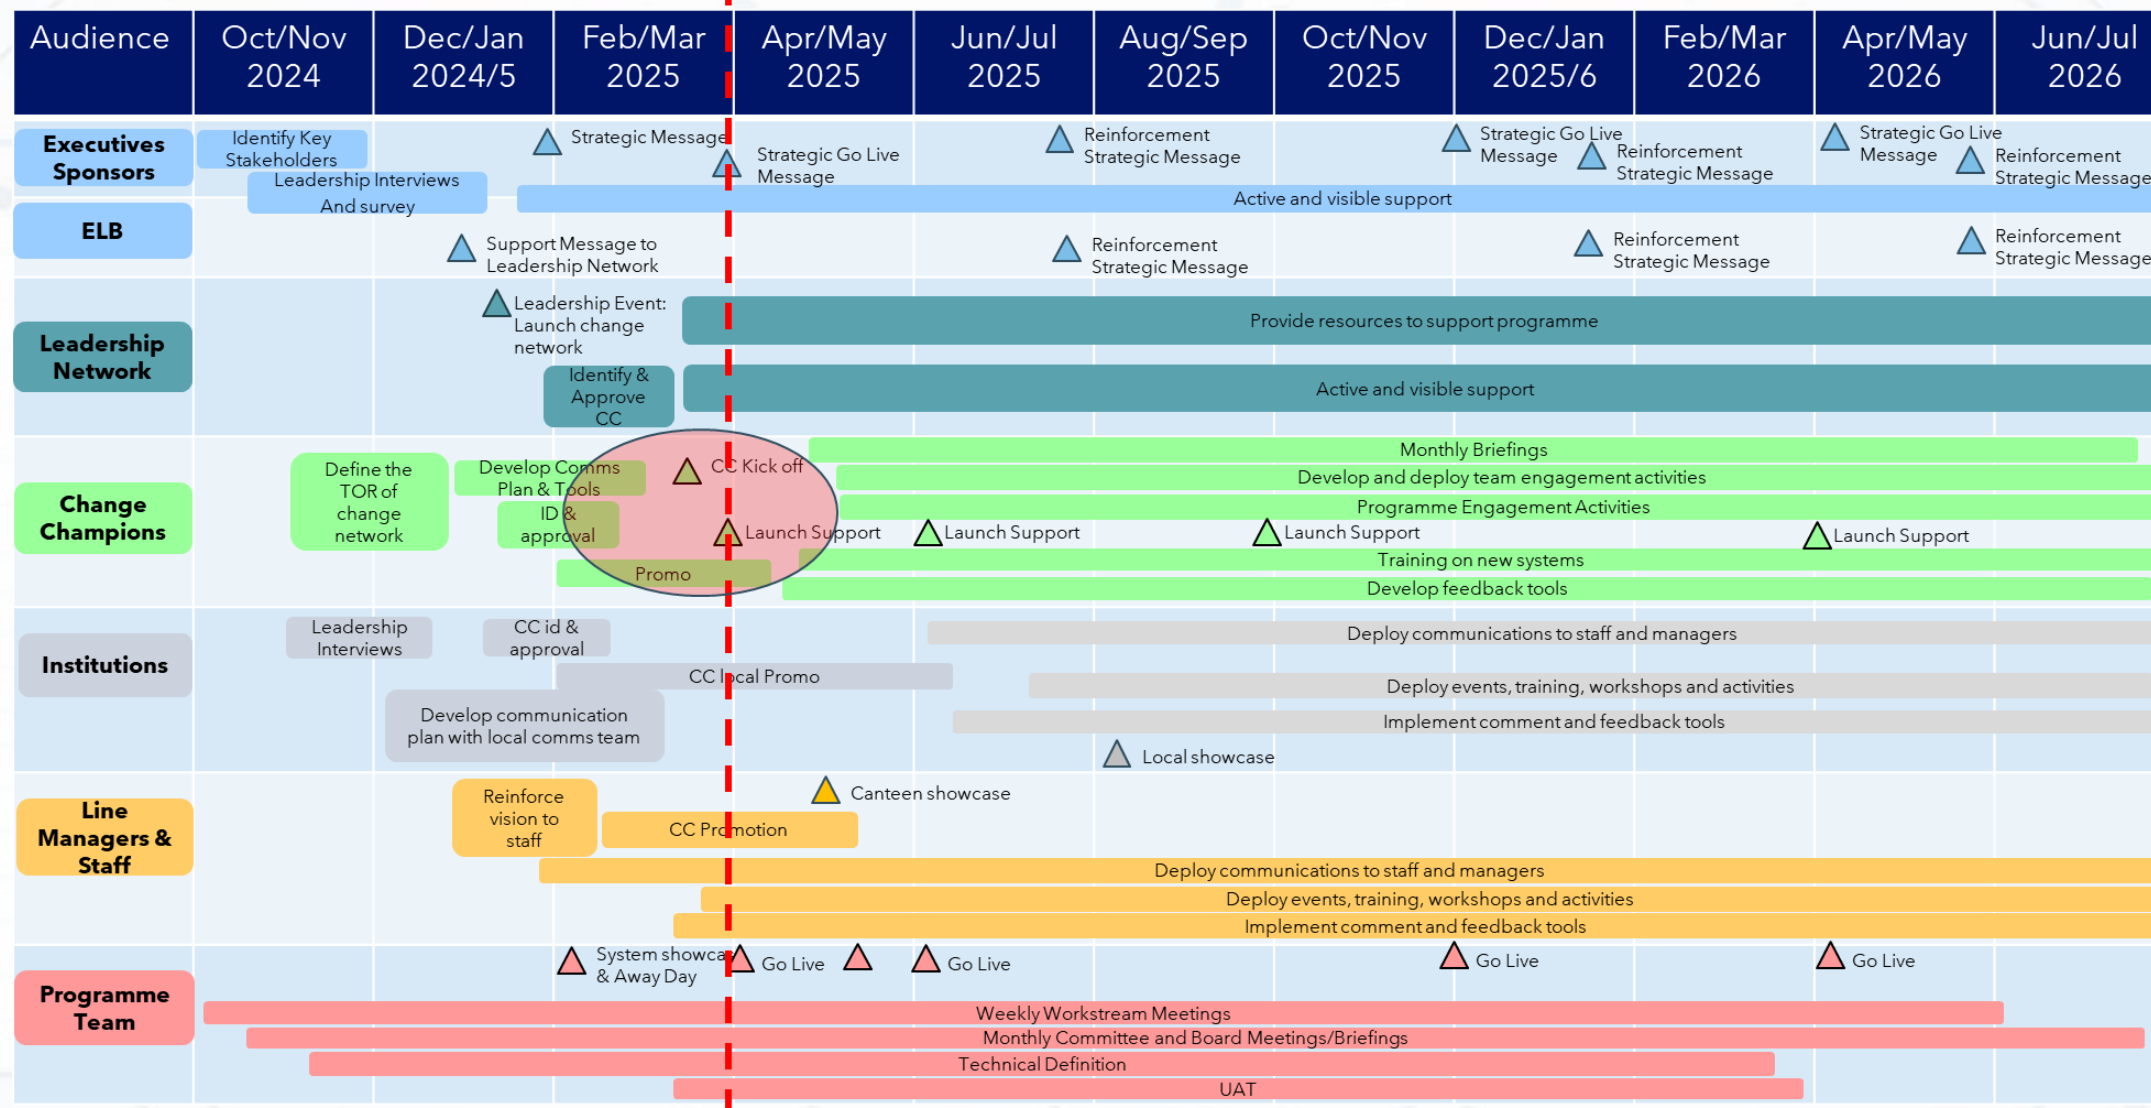 Audience
Oct/Nov
2024
Dec/Jan
2024/5
Feb/Mar
2025
Apr/May
2025
Jun/Jul
2025
Aug/Sep
2025
Oct/Nov
2025
Dec/Jan
2025/6
Feb/Mar
2026
Apr/May
2026
Jun/Jul
2026
Executives
Sponsors
Identify Key
Stakeholders
Leadership Interviews
And survey
Strategic Message
Strategic Go Live
Message
Reinforcement
Strategic Message
Strategic Go Live
Message
Reinforcement
Strategic Message
Strategic Go Live
Message
Reinforcement
Strategic Message
Active and visible support
ELB
Support Message to
Leadership Network
Reinforcement
Strategic Message
Reinforcement
Strategic Message
Reinforcement
Strategic Message
Leadership
Network
Leadership Event:
Launch change
network
Provide resources to support programme
Identify &
Approve
CC
Active and visible support
Change
Champions
Define the
TOR of
change
network
Develop Comms
Plan & Tools
ID &
approval
CC Kick off
Launch Support
Promo
Monthly Briefings
Develop and deploy team engagement activities
Programme Engagement Activities
Launch Support
Launch Support
Launch Support
Training on new systems
Develop feedback tools
Institutions
Leadership
Interviews
CC id &
approval
CC local Promo
Develop communication
plan with local comms team
Deploy communications to staff and managers
Deploy events, training, workshops and activities
Implement comment and feedback tools
Local showcase
Line
Managers &
Staff
Reinforce
vision to
staff
Canteen showcase
CC Promotion
Deploy communications to staff and managers
Deploy events, training, workshops and activities
Implement comment and feedback tools
Programme
Team
System showca
& Away Day
Go Live
Go Live
Go Live
Go Live
Weekly Workstream Meetings
Monthly Committee and Board Meetings/Briefings
Technical Definition
UAT